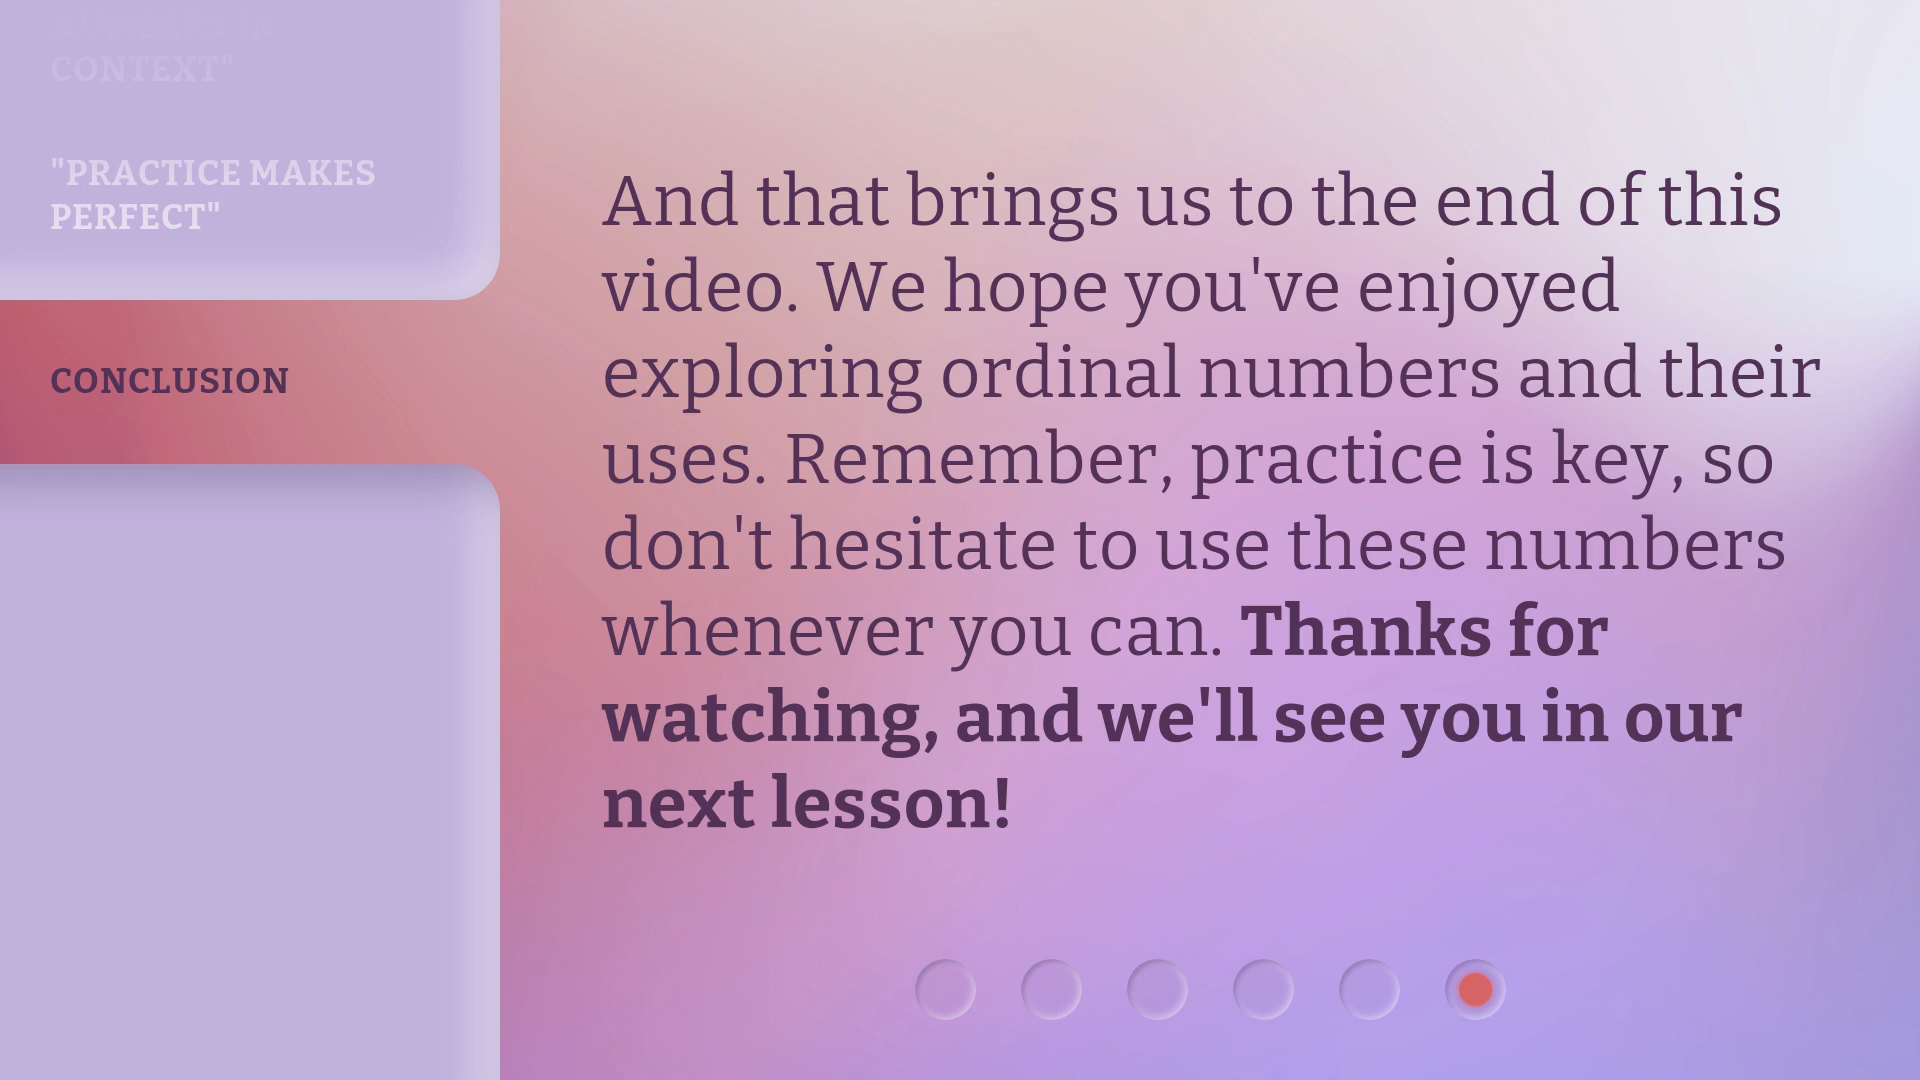 NUMBERS IN
CONTEXT"
"PRACTICE MAKES
PERFECT"
CONCLUSION
And that brings us to the end of this
video. We hope you've enjoyed
exploring ordinal numbers and their
uses. Remember, practice is key, so
don't hesitate to use these numbers
whenever you can. Thanks for
watching, and we'll see you in our
next lesson!